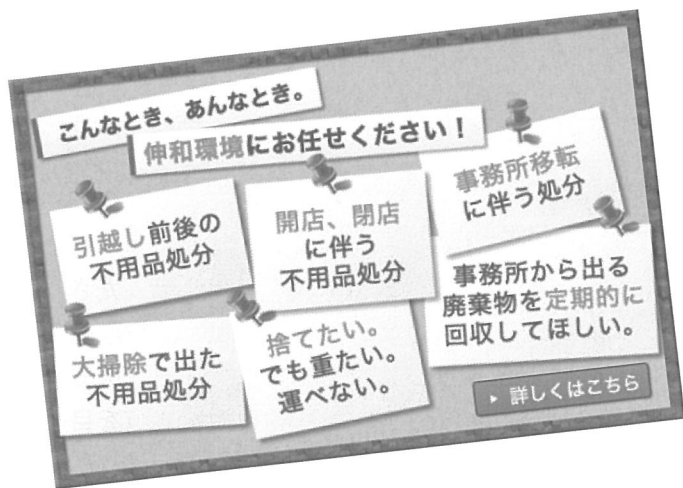 こんなとき、あんなとき。
伸和環境にお任せください！
引越し前後の
不用品処分
開店、閉店
に伴う
不用品処分
事務所移転
に伴う処分
大掃除で出た
不用品処分
捨てたい。
でも重たい。
運べない。
事務所から出る
廃棄物を定期的に
回収してほしい。
詳しくはこちら